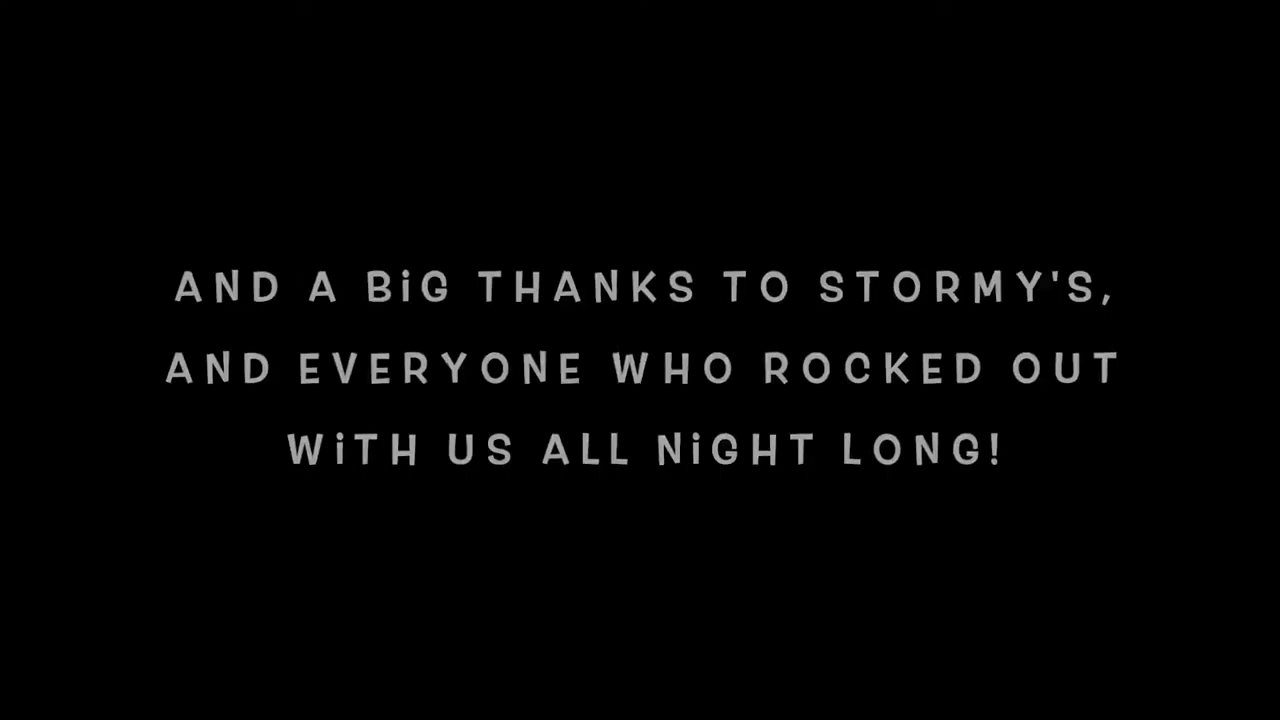 AND A BiG THANKS TO STORMY'S,
AND EVERYONE WHO ROCKED OUT
WiTH US ALL NiGHT LONG!